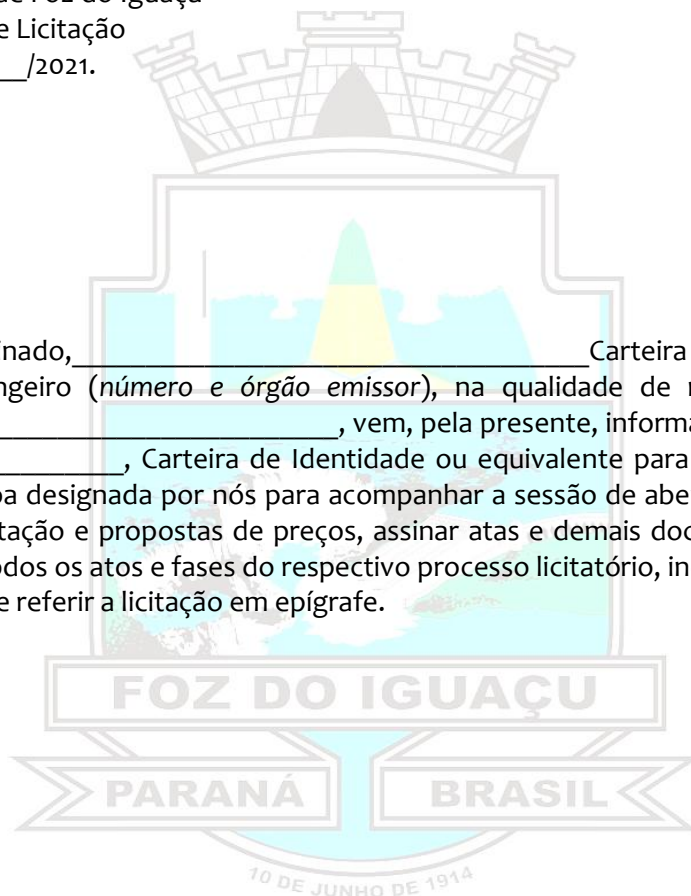 de Foz do Iguaçu
e Licitação
__/2021.
inado,___________________________________Carteira
ngeiro (número e órgão emissor), na qualidade de
_______________________, vem, pela presente, informa
_________, Carteira de Identidade ou equivalente para
oa designada por nós para acompanhar a sessão de abe
tação e propostas de preços, assinar atas e demais doc
odos os atos e fases do respectivo processo licitatório, in
e referir a licitação em epígrafe.
FOZ DO IGUAÇU
PARANÁ BRASIL
10 DE JUNHO DE 1914